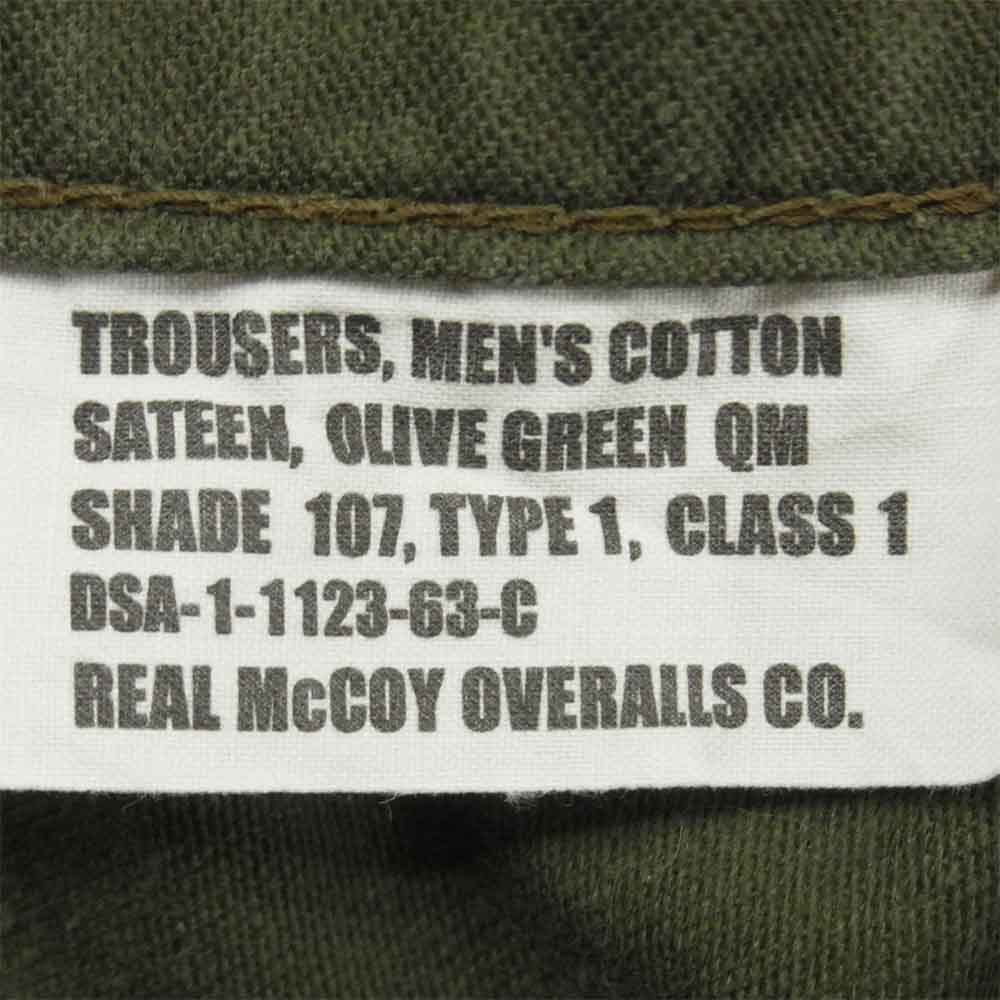 TROUSERS, MEN'S COTTON
SATEEN, OLIVE GREEN QM
SHADE 107, TYPE 1, CLASS 1
DSA-1-1123-63-C
REAL McCOY OVERALLS CO.